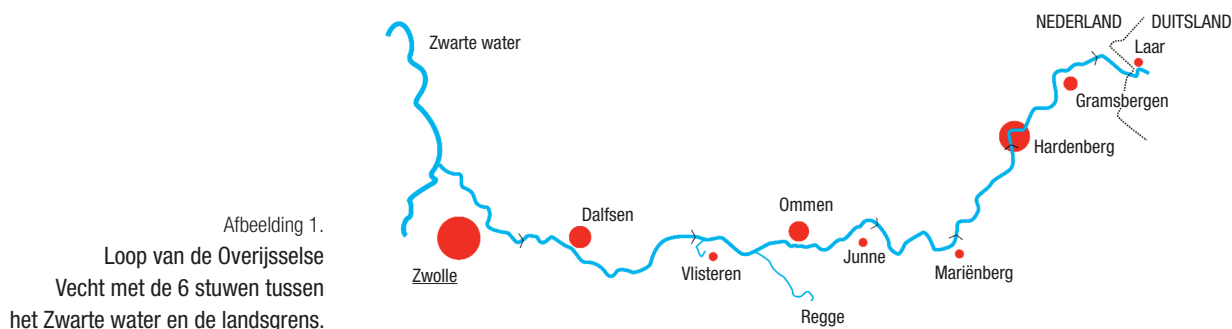 NEDERLAND
DUITSLAND
Zwarte water
Laar
Gramsbergen
Hardenberg
Ommen
Dalfsen
Junne
Mariënberg
Vlisteren
Zwolle
Regge
Afbeelding 1.
Loop van de Overijsselse
Vecht met de 6 stuwen tussen
het Zwarte water en de landsgrens.